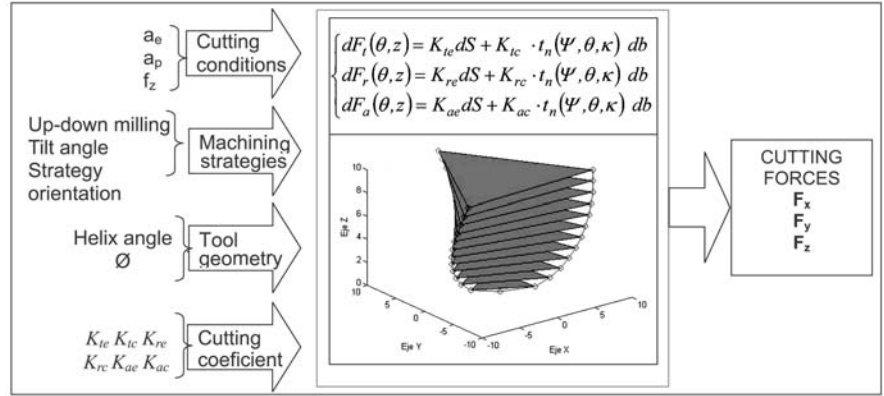 a_e
a_p
f_z
Cutting
conditions
Up-down milling
Tilt angle
Strategy
orientation
Machining
strategies
Helix angle
Ø
Tool
geometry
K_te K_tc K_re
K_rc K_ae K_ac
Cutting
coeficient
dF_t(θ,z) = K_te dS + K_tc · t_n(Ψ,θ,κ) db
dF_r(θ,z) = K_re dS + K_rc · t_n(Ψ,θ,κ) db
dF_a(θ,z) = K_ae dS + K_ac · t_n(Ψ,θ,κ) db
Eje Z
10
8
6
4
2
0
10
5
0
-5
-10
Eje Y
-10
-5
0
5
10
Eje X
CUTTING
FORCES
F_x
F_y
F_z